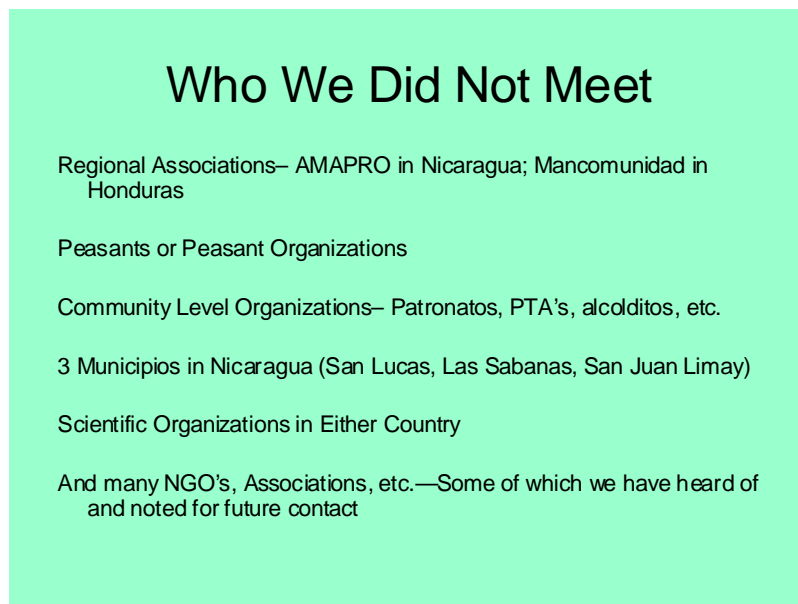 Who We Did Not Meet
Regional Associations– AMAPRO in Nicaragua; Mancomunidad in
Honduras
Peasants or Peasant Organizations
Community Level Organizations– Patronatos, PTA’s, alcolditos, etc.
3 Municipios in Nicaragua (San Lucas, Las Sabanas, San Juan Limay)
Scientific Organizations in Either Country
And many NGO’s, Associations, etc.—Some of which we have heard of
and noted for future contact